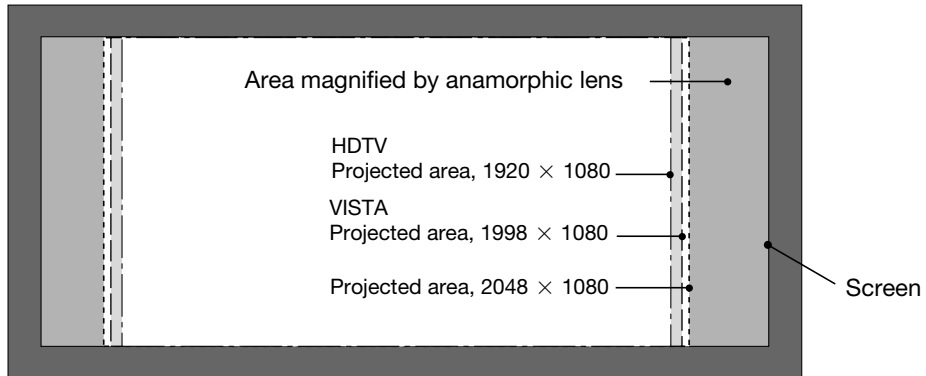 Area magnified by anamorphic lens
HDTV
Projected area, 1920 × 1080
VISTA
Projected area, 1998 × 1080
Projected area, 2048 × 1080
Screen